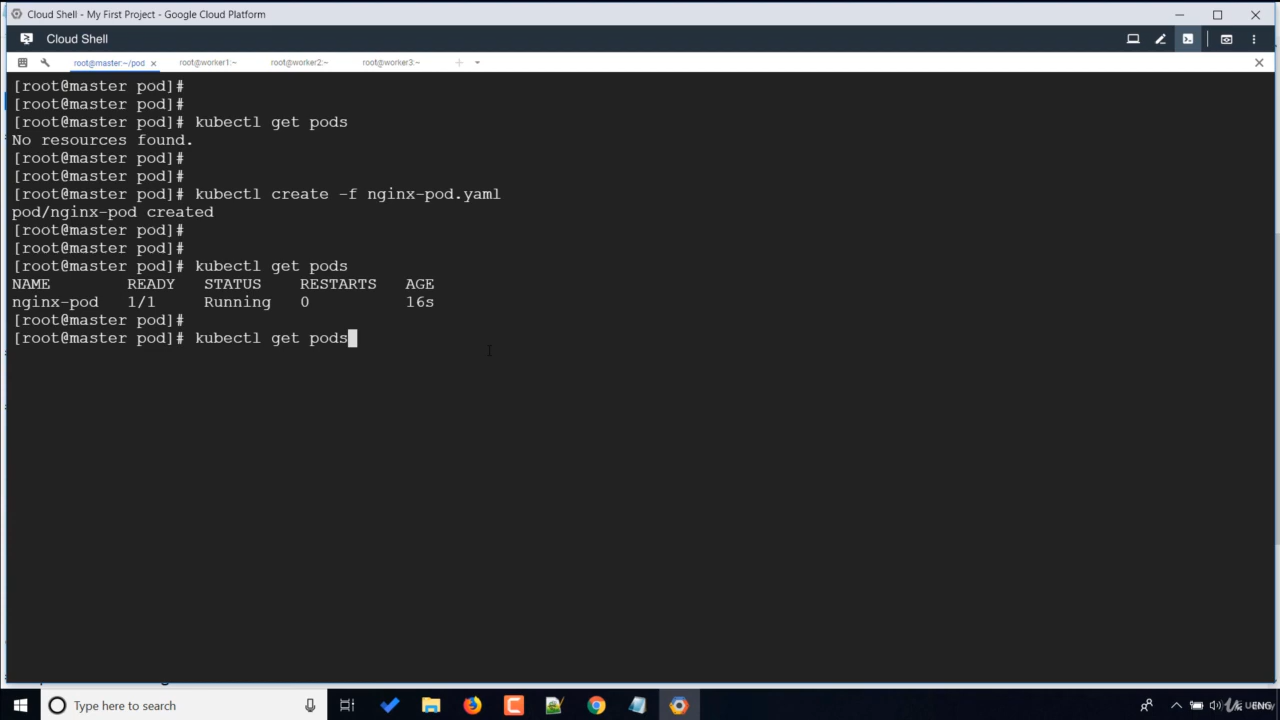 Cloud Shell - My First Project - Google Cloud Platform
Cloud Shell
root@master:~/pod root@worker1:~ root@worker2:~ root@worker3:~
[root@master pod]#
[root@master pod]#
[root@master pod]# kubectl get pods
No resources found.
[root@master pod]#
[root@master pod]#
[root@master pod]# kubectl create -f nginx-pod.yaml
pod/nginx-pod created
[root@master pod]#
[root@master pod]#
[root@master pod]# kubectl get pods
NAME READY STATUS RESTARTS AGE
nginx-pod 1/1 Running 0 16s
[root@master pod]#
[root@master pod]# kubectl get pods
Type here to search
ENG